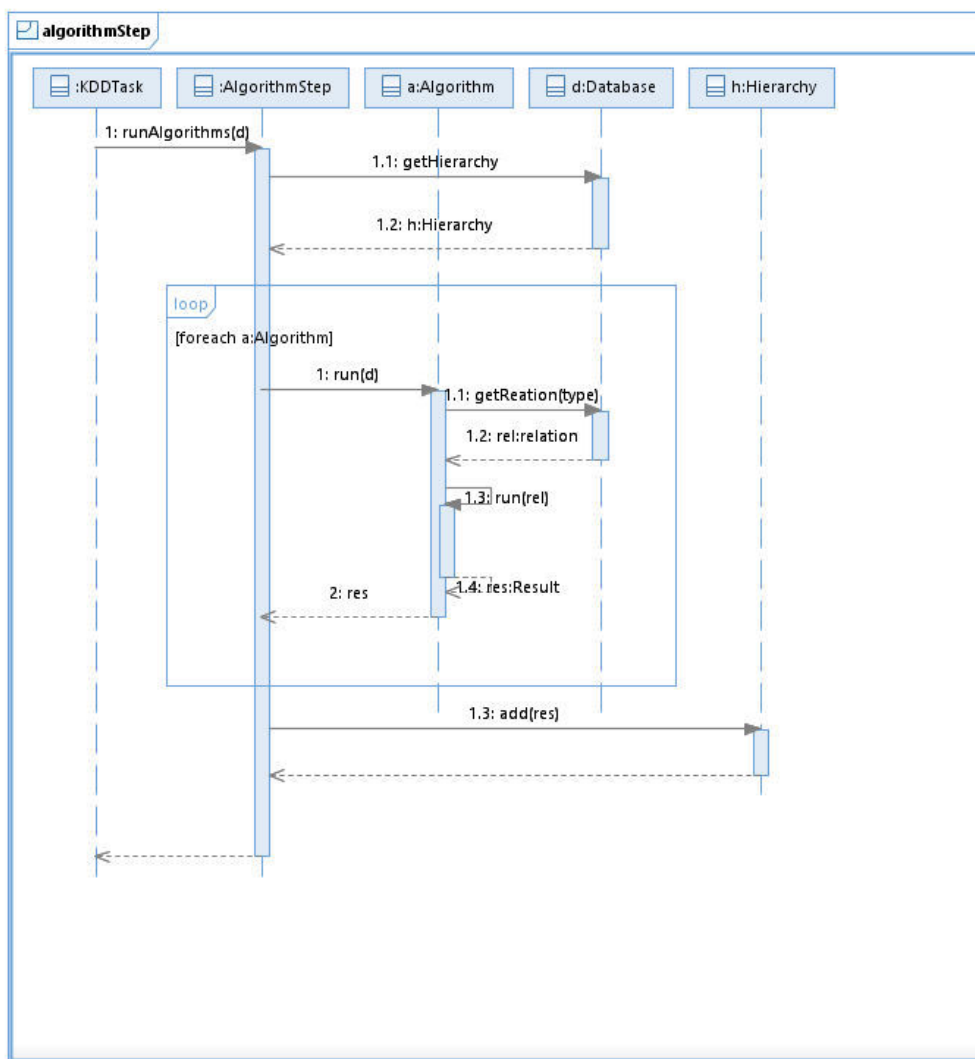 algorithmStep
:KDDTask
:AlgorithmStep
a:Algorithm
d:Database
h:Hierarchy
1: runAlgorithms(d)
1.1: getHierarchy
1.2: h:Hierarchy
loop
[foreach a:Algorithm]
1: run(d)
1.1: getReation(type)
1.2: rel:relation
1.3: run(rel)
1.4: res:Result
2: res
1.3: add(res)